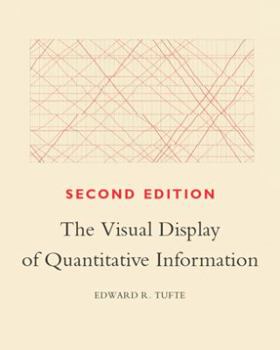 SECOND EDITION
The Visual Display
of Quantitative Information
EDWARD R. TUFTE